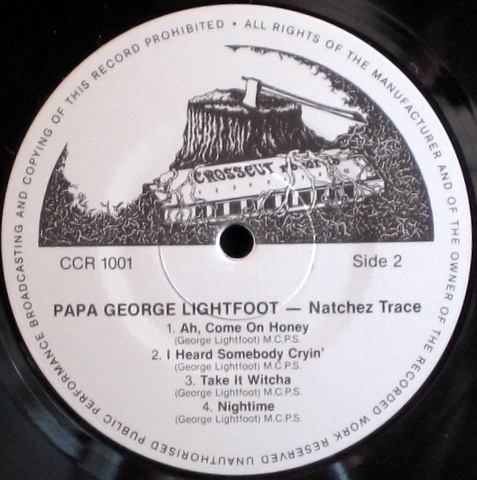 ALL RIGHTS OF THE MANUFACTURER AND OF THE OWNER OF THE RECORDED WORK RESERVED UNAUTHORISED PUBLIC PERFORMANCE BROADCASTING AND COPYING OF THIS RECORD PROHIBITED •
CROSSCUT
CCR 1001
Side 2
PAPA GEORGE LIGHTFOOT — Natchez Trace
1. Ah, Come On Honey
(George Lightfoot) M.C.P.S.
2. I Heard Somebody Cryin'
(George Lightfoot) M.C.P.S.
3. Take It Witcha
(George Lightfoot) M.C.P.S.
4. Nightime
(George Lightfoot) M.C.P.S.